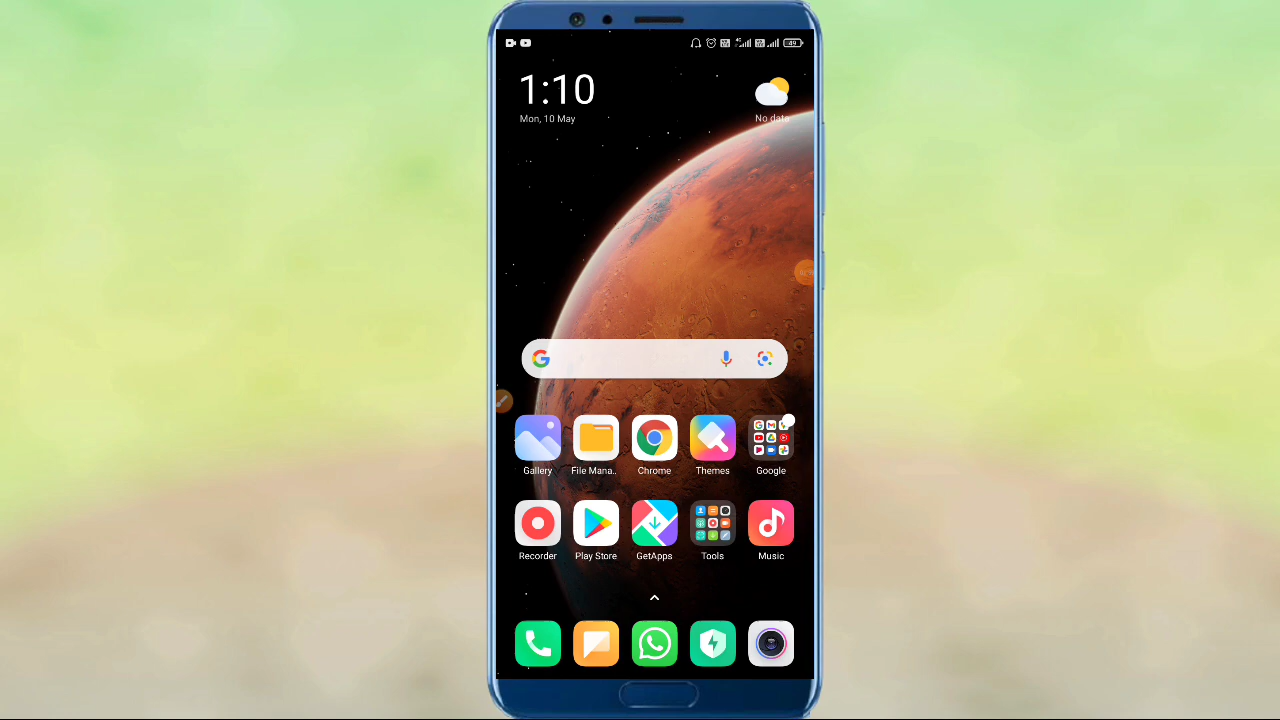 49
1:10
Mon, 10 May
No data
Gallery
File Mana..
Chrome
Themes
Google
Recorder
Play Store
GetApps
Tools
Music